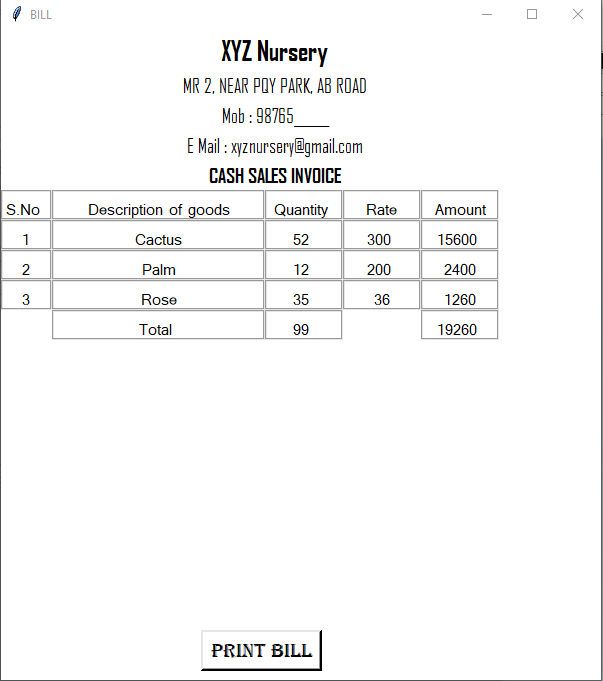 BILL
XYZ Nursery
MR 2, NEAR PQY PARK, AB ROAD
Mob : 98765____
E Mail : xyznursery@gmail.com
CASH SALES INVOICE
S.No Description of goods Quantity Rate Amount
1 Cactus 52 300 15600
2 Palm 12 200 2400
3 Rose 35 36 1260
Total 99 19260
PRINT BILL